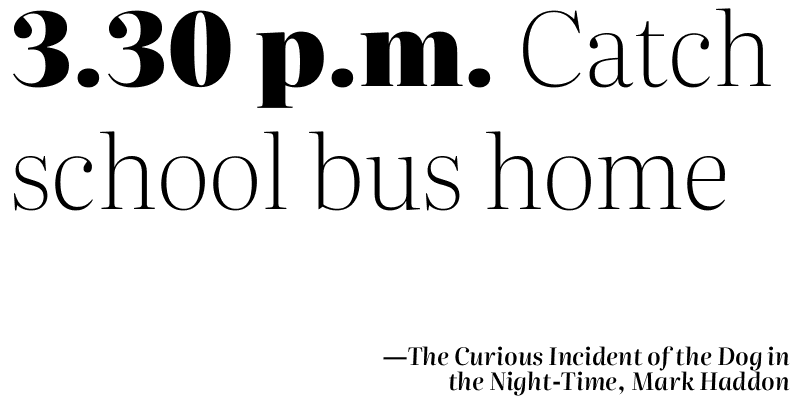 3.30 p.m. Catch
school bus home
—The Curious Incident of the Dog in
the Night-Time, Mark Haddon